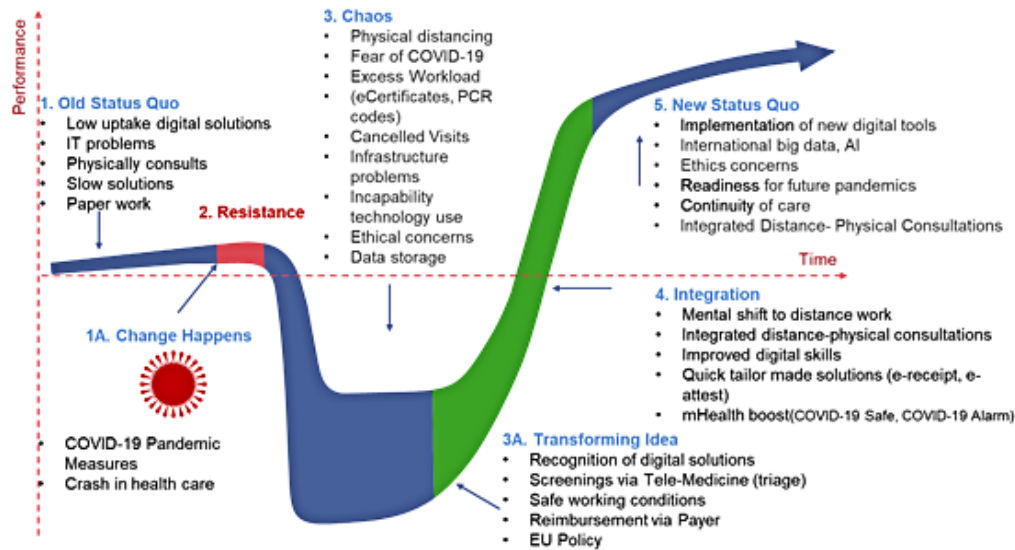 Performance
1. Old Status Quo
• Low uptake digital solutions
• IT problems
• Physically consults
• Slow solutions
• Paper work
2. Resistance
1A. Change Happens
• COVID-19 Pandemic
Measures
• Crash in health care
3. Chaos
• Physical distancing
• Fear of COVID-19
• Excess Workload
• (eCertificates, PCR
codes)
• Cancelled Visits
• Infrastructure
problems
• Incapability
technology use
• Ethical concerns
• Data storage
3A. Transforming Idea
• Recognition of digital solutions
• Screenings via Tele-Medicine (triage)
• Safe working conditions
• Reimbursement via Payer
• EU Policy
4. Integration
• Mental shift to distance work
• Integrated distance-physical consultations
• Improved digital skills
• Quick tailor made solutions (e-receipt, e-
attest)
• mHealth boost(COVID-19 Safe, COVID-19 Alarm)
5. New Status Quo
• Implementation of new digital tools
• International big data, AI
• Ethics concerns
• Readiness for future pandemics
• Continuity of care
• Integrated Distance- Physical Consultations
Time